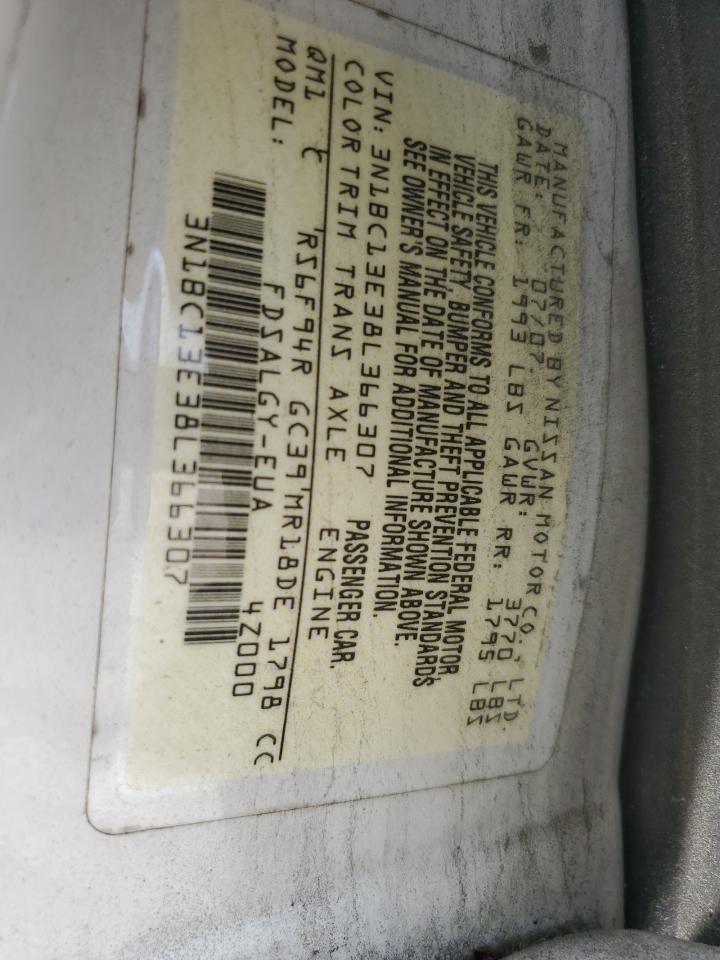 MANUFACTURED BY NISSAN MOTOR CO., LTD.
DATE: 07/07. GVWR: 3770 LBS
GAWR FR: 1993 LBS GAWR RR: 1795 LBS
THIS VEHICLE CONFORMS TO ALL APPLICABLE FEDERAL MOTOR
VEHICLE SAFETY, BUMPER AND THEFT PREVENTION STANDARDS
IN EFFECT ON THE DATE OF MANUFACTURE SHOWN ABOVE.
SEE OWNER'S MANUAL FOR ADDITIONAL INFORMATION.
VIN: 3N1BC13E38L366307 PASSENGER CAR.
COLOR TRIM TRANS AXLE ENGINE
QM1 C RS6F94R GC39 MR18DE 1798 CC
MODEL: FDSALGY-EUA 4Z000
3N1BC13E38L366307